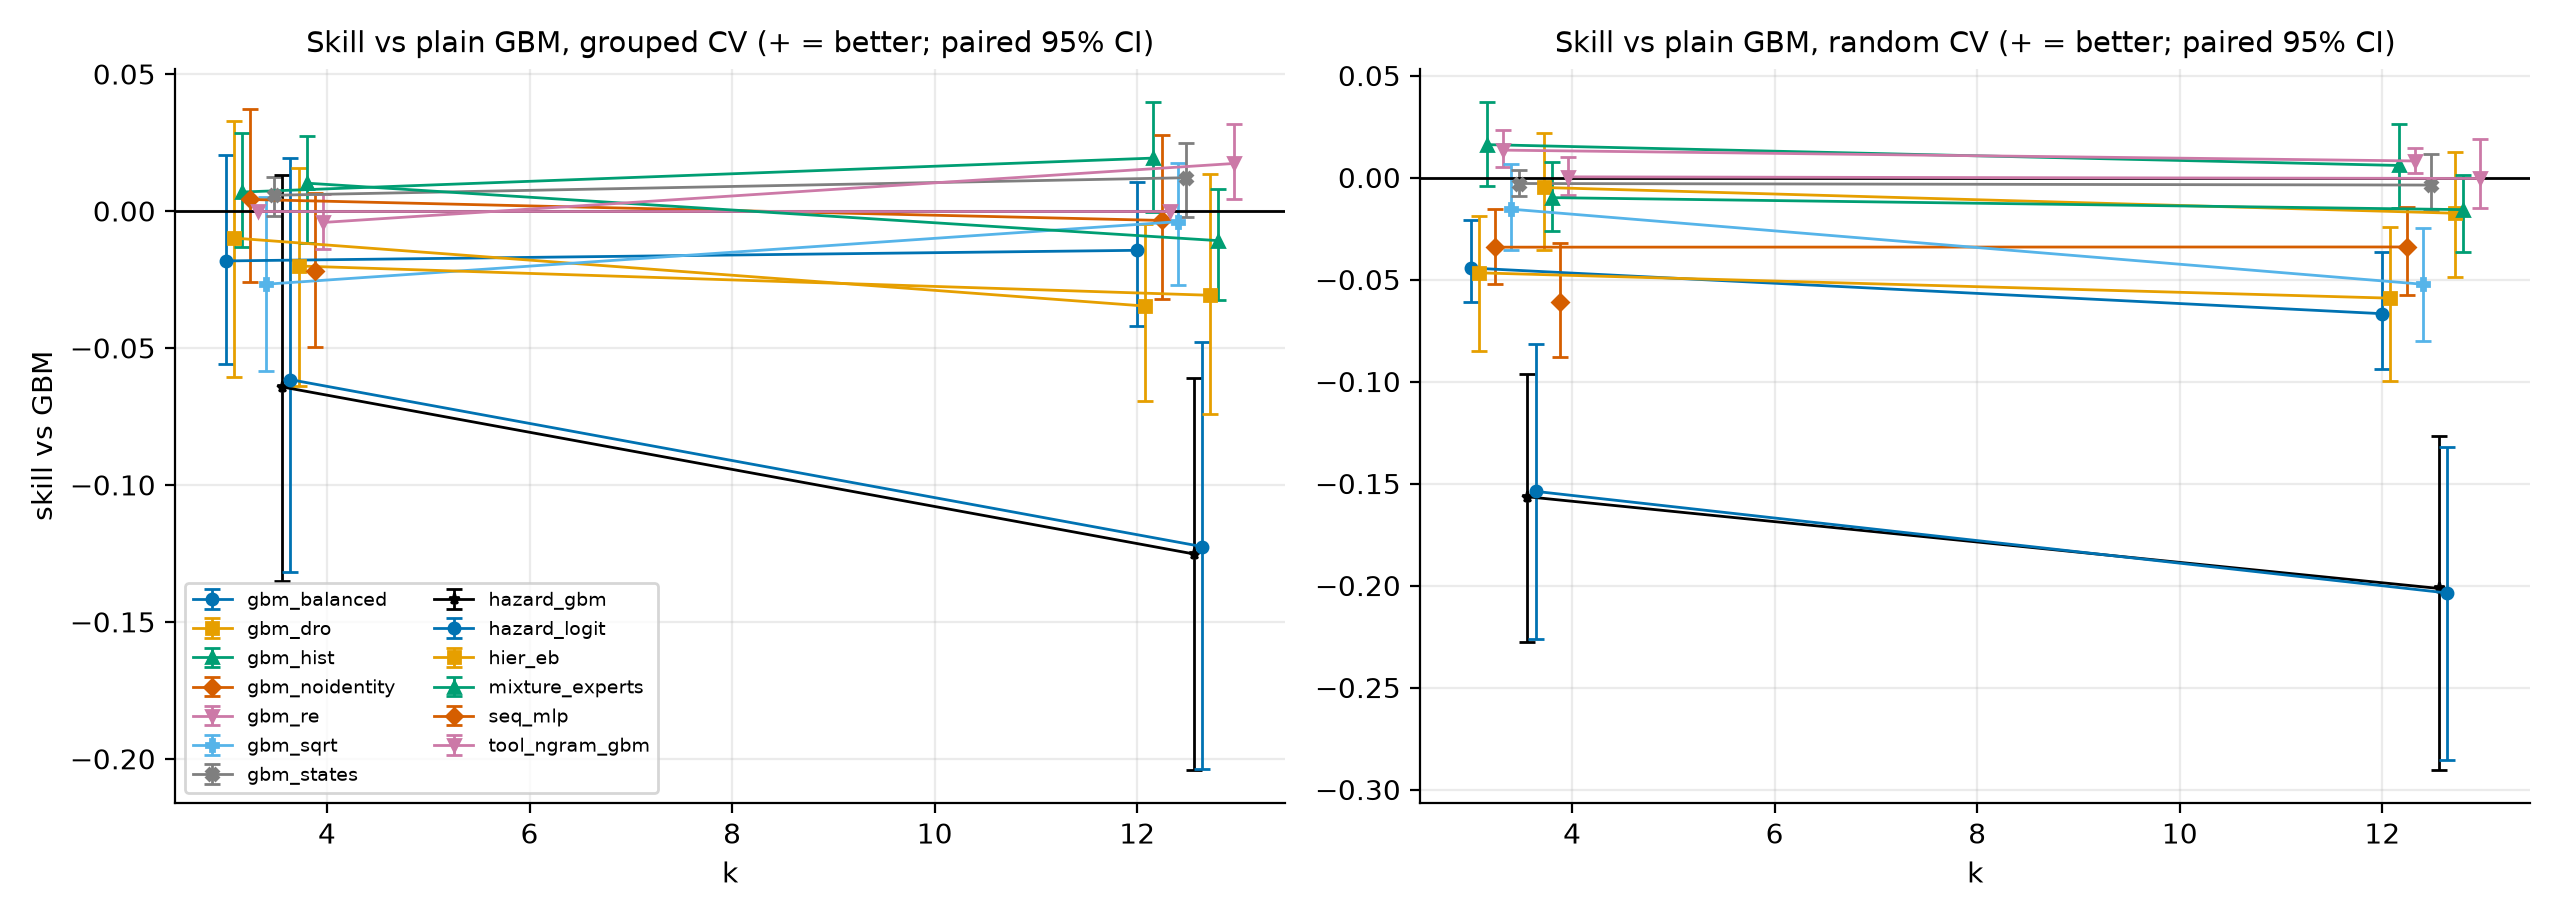 Skill vs plain GBM, grouped CV (+ = better; paired 95% CI)
0.05
0.00
−0.05
−0.10
−0.15
−0.20
skill vs GBM
gbm_balanced
gbm_dro
gbm_hist
gbm_noidentity
gbm_re
gbm_sqrt
gbm_states
hazard_gbm
hazard_logit
hier_eb
mixture_experts
seq_mlp
tool_ngram_gbm
4 6 8 10 12
k
Skill vs plain GBM, random CV (+ = better; paired 95% CI)
0.05
0.00
−0.05
−0.10
−0.15
−0.20
−0.25
−0.30
4 6 8 10 12
k